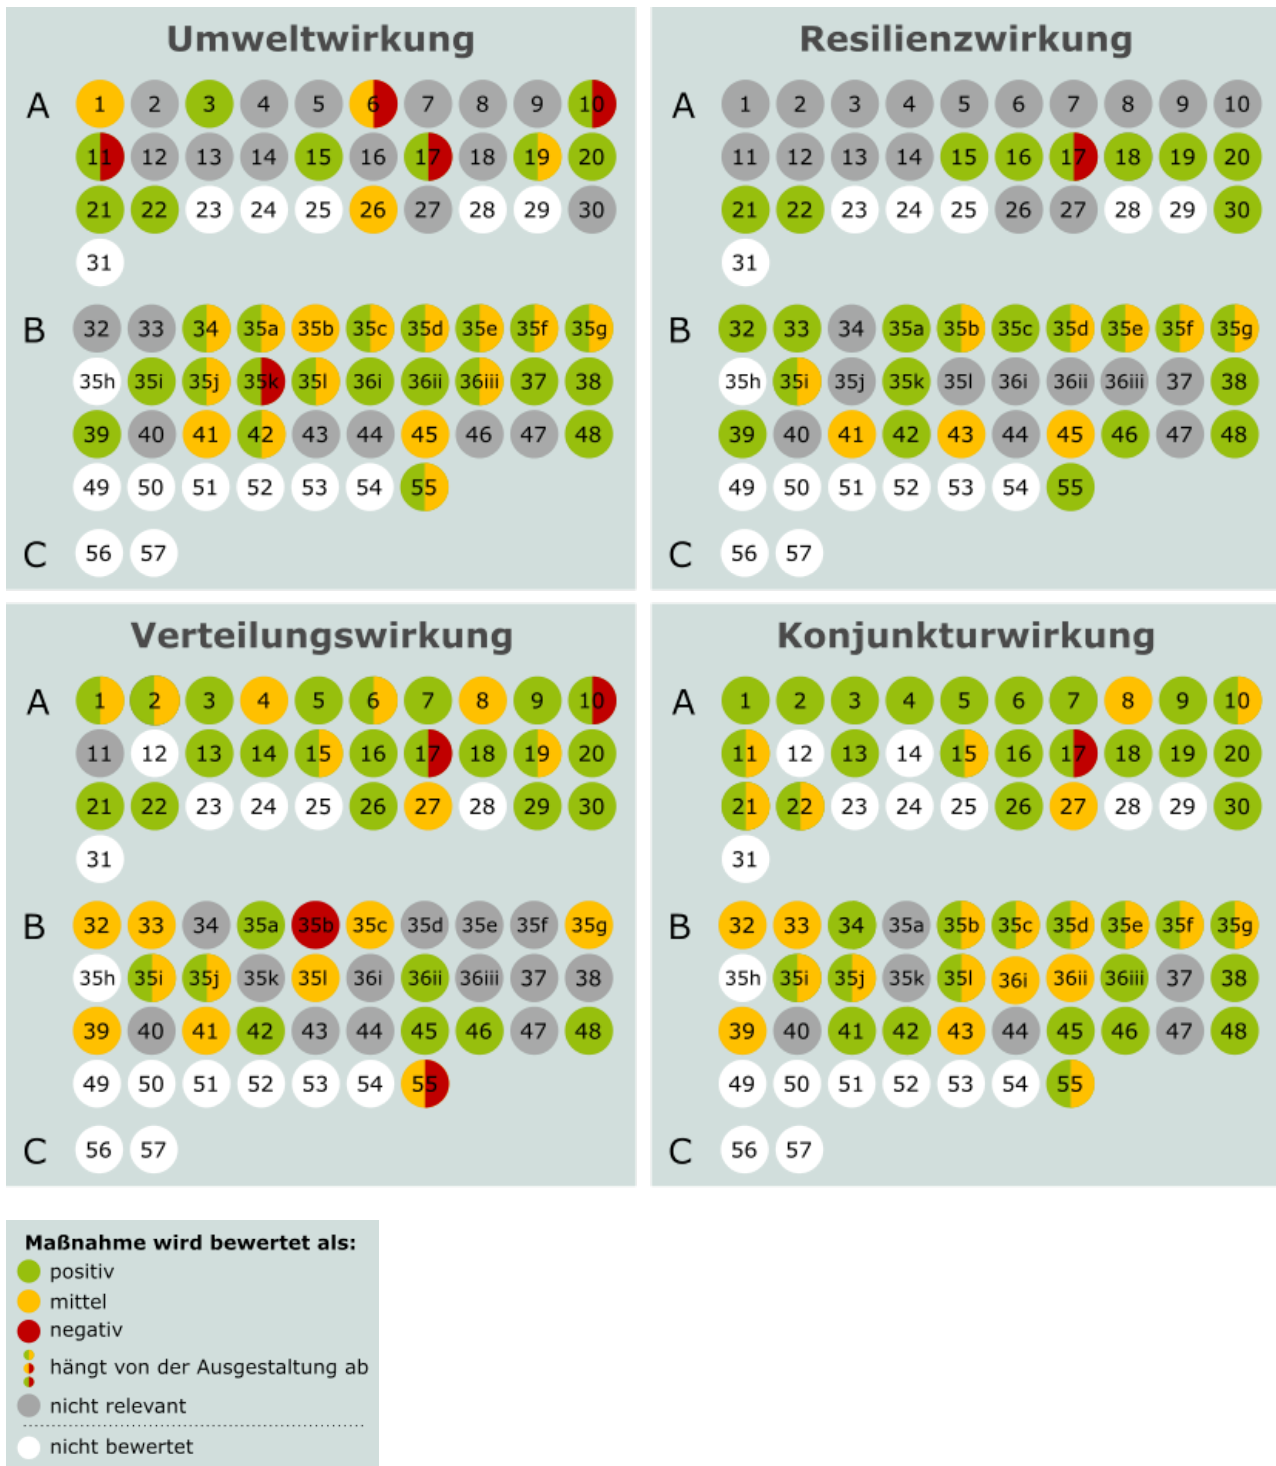 Umweltwirkung
A 1 2 3 4 5 6 7 8 9 10
11 12 13 14 15 16 17 18 19 20
21 22 23 24 25 26 27 28 29 30
31
B 32 33 34 35a 35b 35c 35d 35e 35f 35g
35h 35i 35j 35k 35l 36i 36ii 36iii 37 38
39 40 41 42 43 44 45 46 47 48
49 50 51 52 53 54 55
C 56 57
Resilienzwirkung
A 1 2 3 4 5 6 7 8 9 10
11 12 13 14 15 16 17 18 19 20
21 22 23 24 25 26 27 28 29 30
31
B 32 33 34 35a 35b 35c 35d 35e 35f 35g
35h 35i 35j 35k 35l 36i 36ii 36iii 37 38
39 40 41 42 43 44 45 46 47 48
49 50 51 52 53 54 55
C 56 57
Verteilungswirkung
A 1 2 3 4 5 6 7 8 9 10
11 12 13 14 15 16 17 18 19 20
21 22 23 24 25 26 27 28 29 30
31
B 32 33 34 35a 35b 35c 35d 35e 35f 35g
35h 35i 35j 35k 35l 36i 36ii 36iii 37 38
39 40 41 42 43 44 45 46 47 48
49 50 51 52 53 54 55
C 56 57
Konjunkturwirkung
A 1 2 3 4 5 6 7 8 9 10
11 12 13 14 15 16 17 18 19 20
21 22 23 24 25 26 27 28 29 30
31
B 32 33 34 35a 35b 35c 35d 35e 35f 35g
35h 35i 35j 35k 35l 36i 36ii 36iii 37 38
39 40 41 42 43 44 45 46 47 48
49 50 51 52 53 54 55
C 56 57
Maßnahme wird bewertet als:
positiv
mittel
negativ
hängt von der Ausgestaltung ab
nicht relevant
nicht bewertet